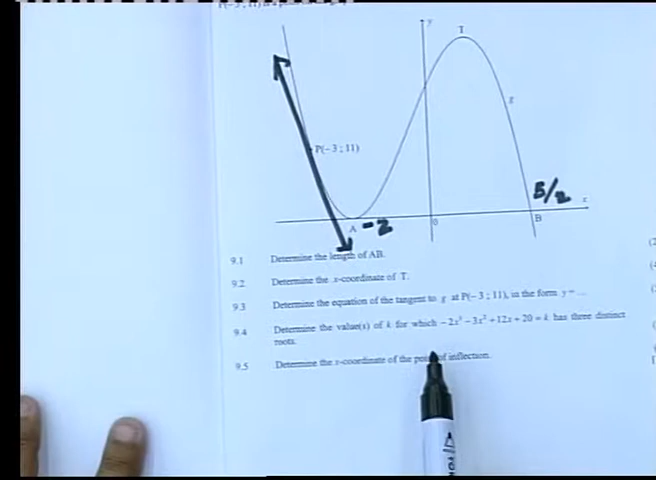 y
T
g
P(– 3 ; 11)
5/2
x
A -2
0
B
9.1 Determine the length of AB.
9.2 Determine the x-coordinate of T.
9.3 Determine the equation of the tangent to g at P(– 3 ; 11), in the form y = ...
9.4 Determine the value(s) of k for which – 2x³ – 3x² + 12x + 20 = k has three distinct
roots.
9.5 Determine the x-coordinate of the point of inflection.